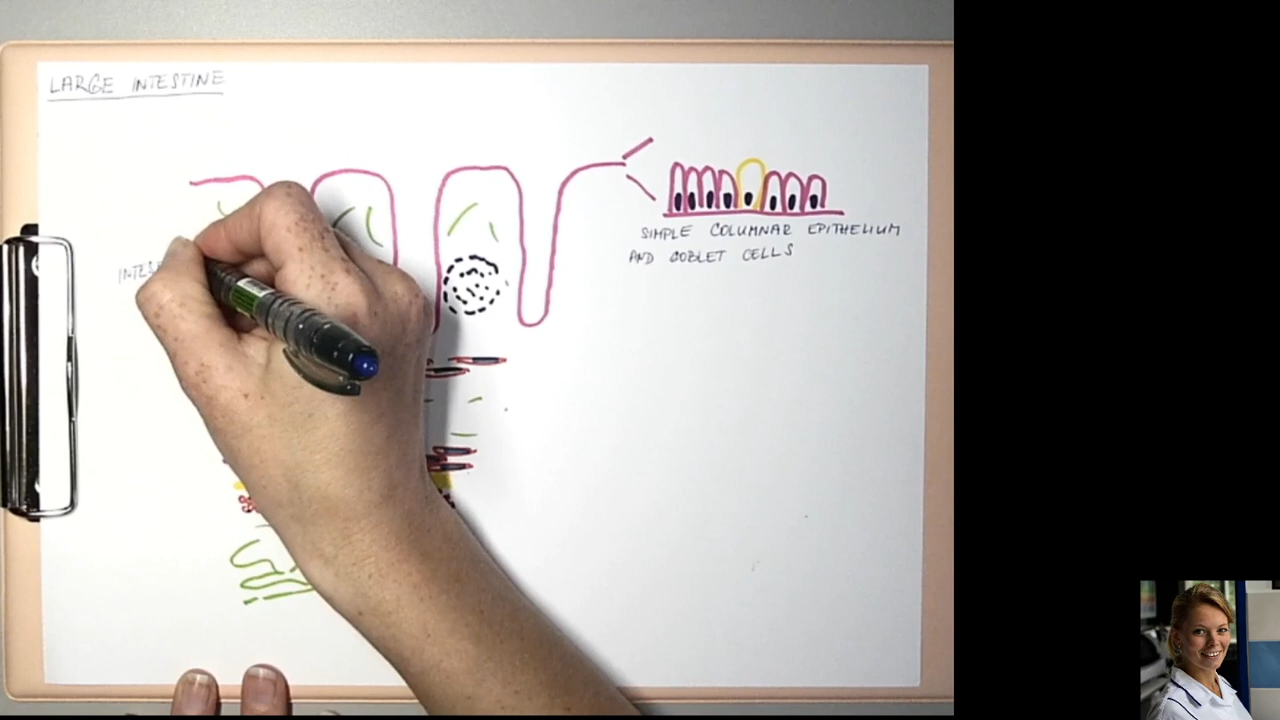 LARGE INTESTINE
SIMPLE COLUMNAR EPITHELIUM
AND GOBLET CELLS